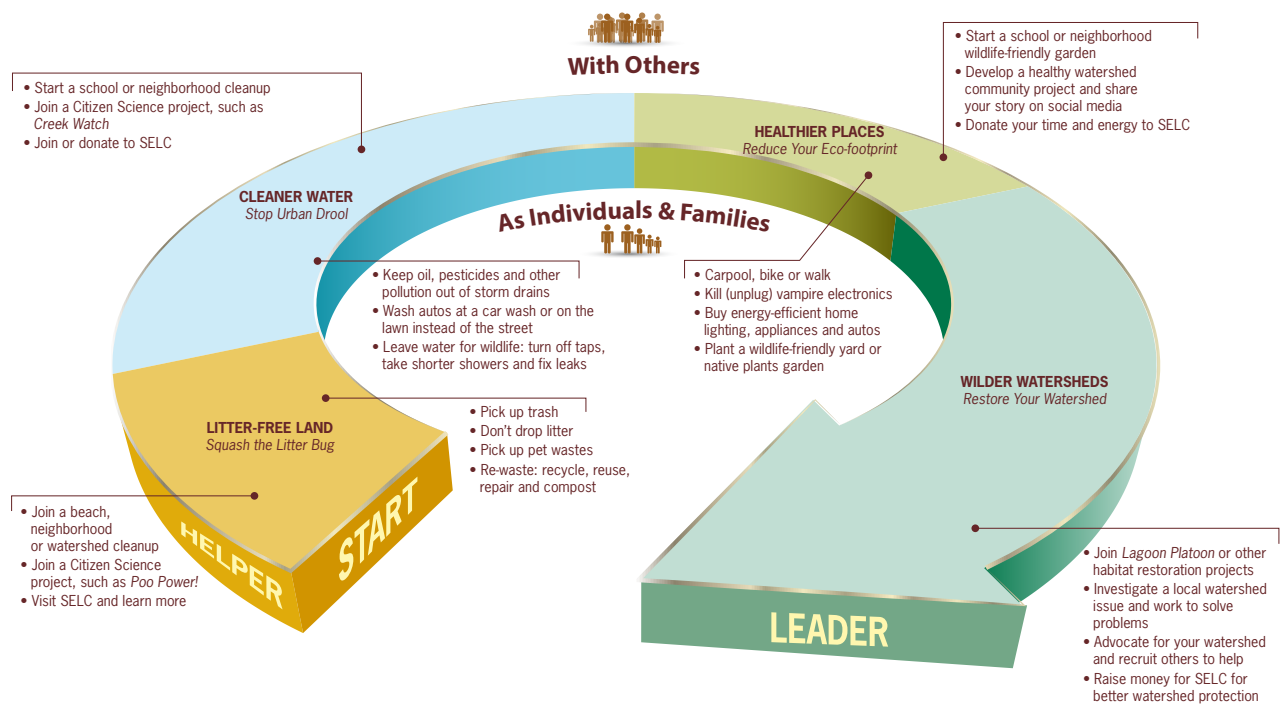 With Others
• Start a school or neighborhood cleanup
• Join a Citizen Science project, such as
Creek Watch
• Join or donate to SELC
• Start a school or neighborhood
wildlife-friendly garden
• Develop a healthy watershed
community project and share
your story on social media
• Donate your time and energy to SELC
HEALTHIER PLACES
Reduce Your Eco-footprint
CLEANER WATER
Stop Urban Drool
As Individuals & Families
• Keep oil, pesticides and other
pollution out of storm drains
• Wash autos at a car wash or on the
lawn instead of the street
• Leave water for wildlife: turn off taps,
take shorter showers and fix leaks
• Carpool, bike or walk
• Kill (unplug) vampire electronics
• Buy energy-efficient home
lighting, appliances and autos
• Plant a wildlife-friendly yard or
native plants garden
WILDER WATERSHEDS
Restore Your Watershed
LITTER-FREE LAND
Squash the Litter Bug
• Pick up trash
• Don't drop litter
• Pick up pet wastes
• Re-waste: recycle, reuse,
repair and compost
START
HELPER
• Join a beach,
neighborhood
or watershed cleanup
• Join a Citizen Science
project, such as Poo Power!
• Visit SELC and learn more
LEADER
• Join Lagoon Platoon or other
habitat restoration projects
• Investigate a local watershed
issue and work to solve
problems
• Advocate for your watershed
and recruit others to help
• Raise money for SELC for
better watershed protection